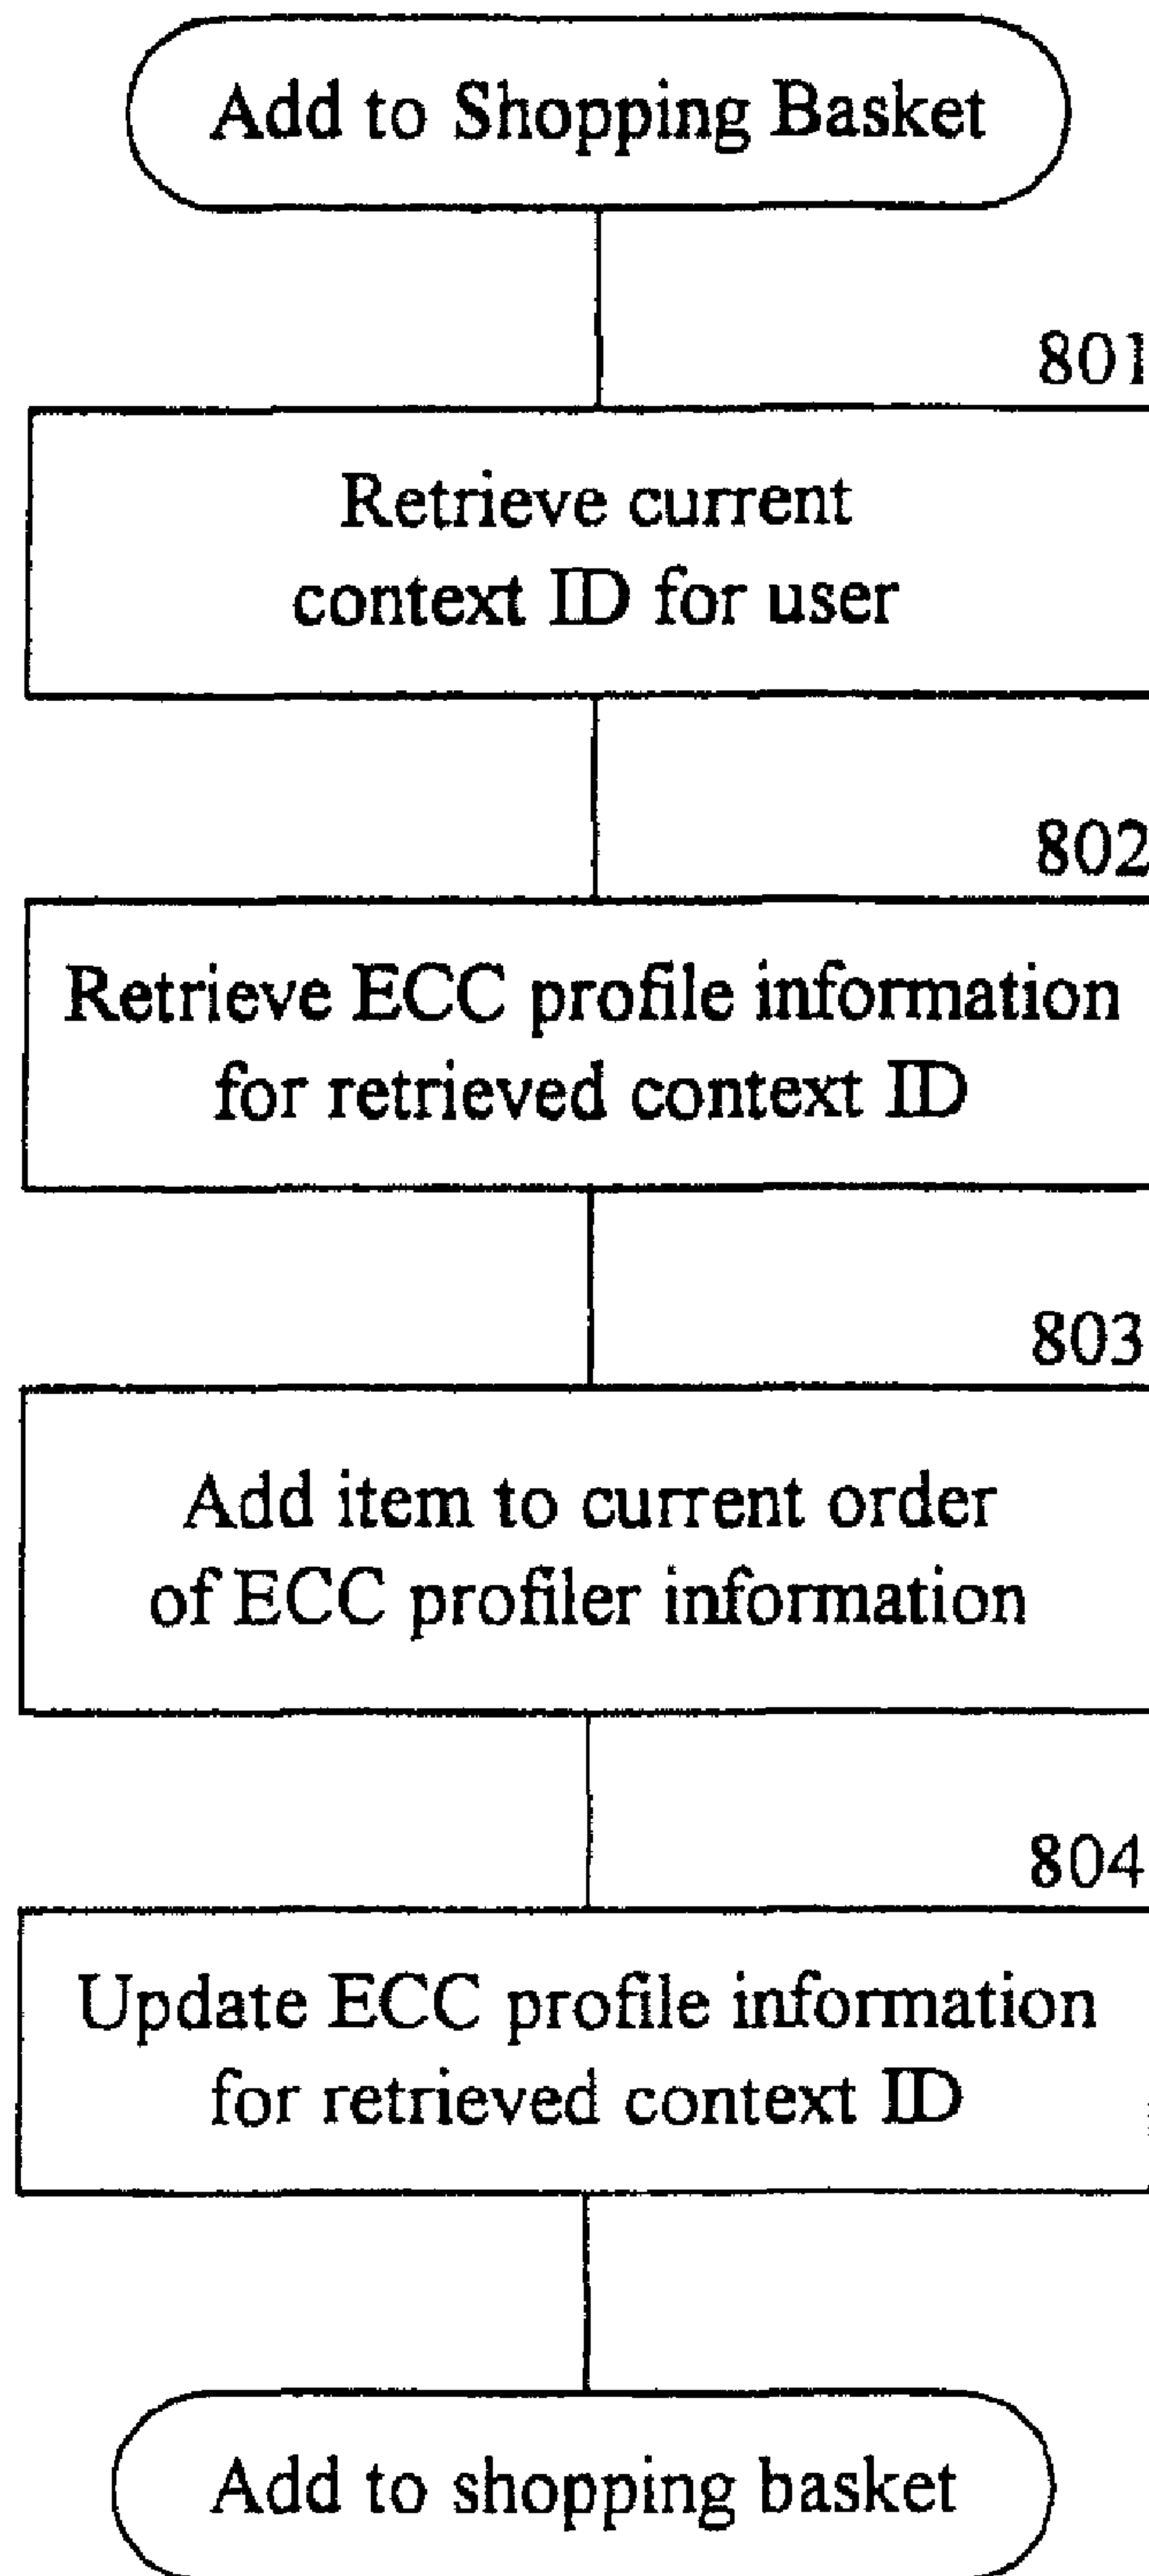 Add to Shopping Basket
801
Retrieve current
context ID for user
802
Retrieve ECC profile information
for retrieved context ID
803
Add item to current order
of ECC profiler information
804
Update ECC profile information
for retrieved context ID
Add to shopping basket